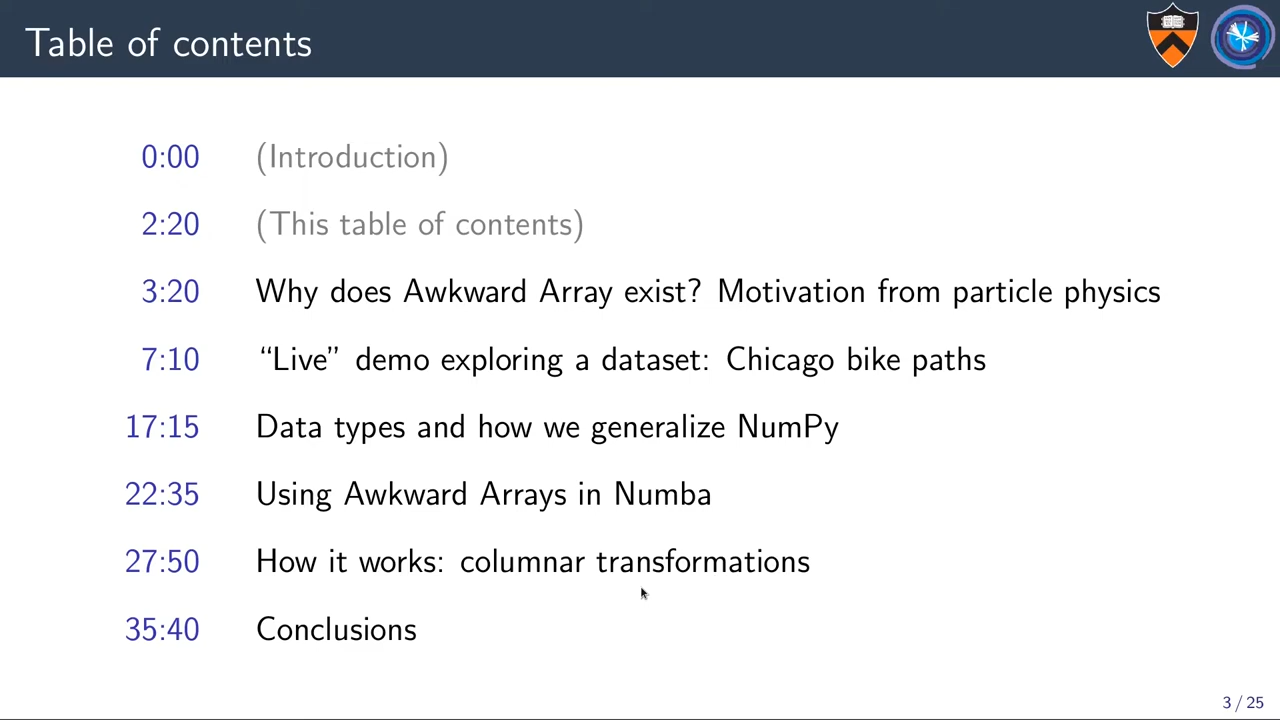 Table of contents
0:00 (Introduction)
2:20 (This table of contents)
3:20 Why does Awkward Array exist? Motivation from particle physics
7:10 “Live” demo exploring a dataset: Chicago bike paths
17:15 Data types and how we generalize NumPy
22:35 Using Awkward Arrays in Numba
27:50 How it works: columnar transformations
35:40 Conclusions
3 / 25